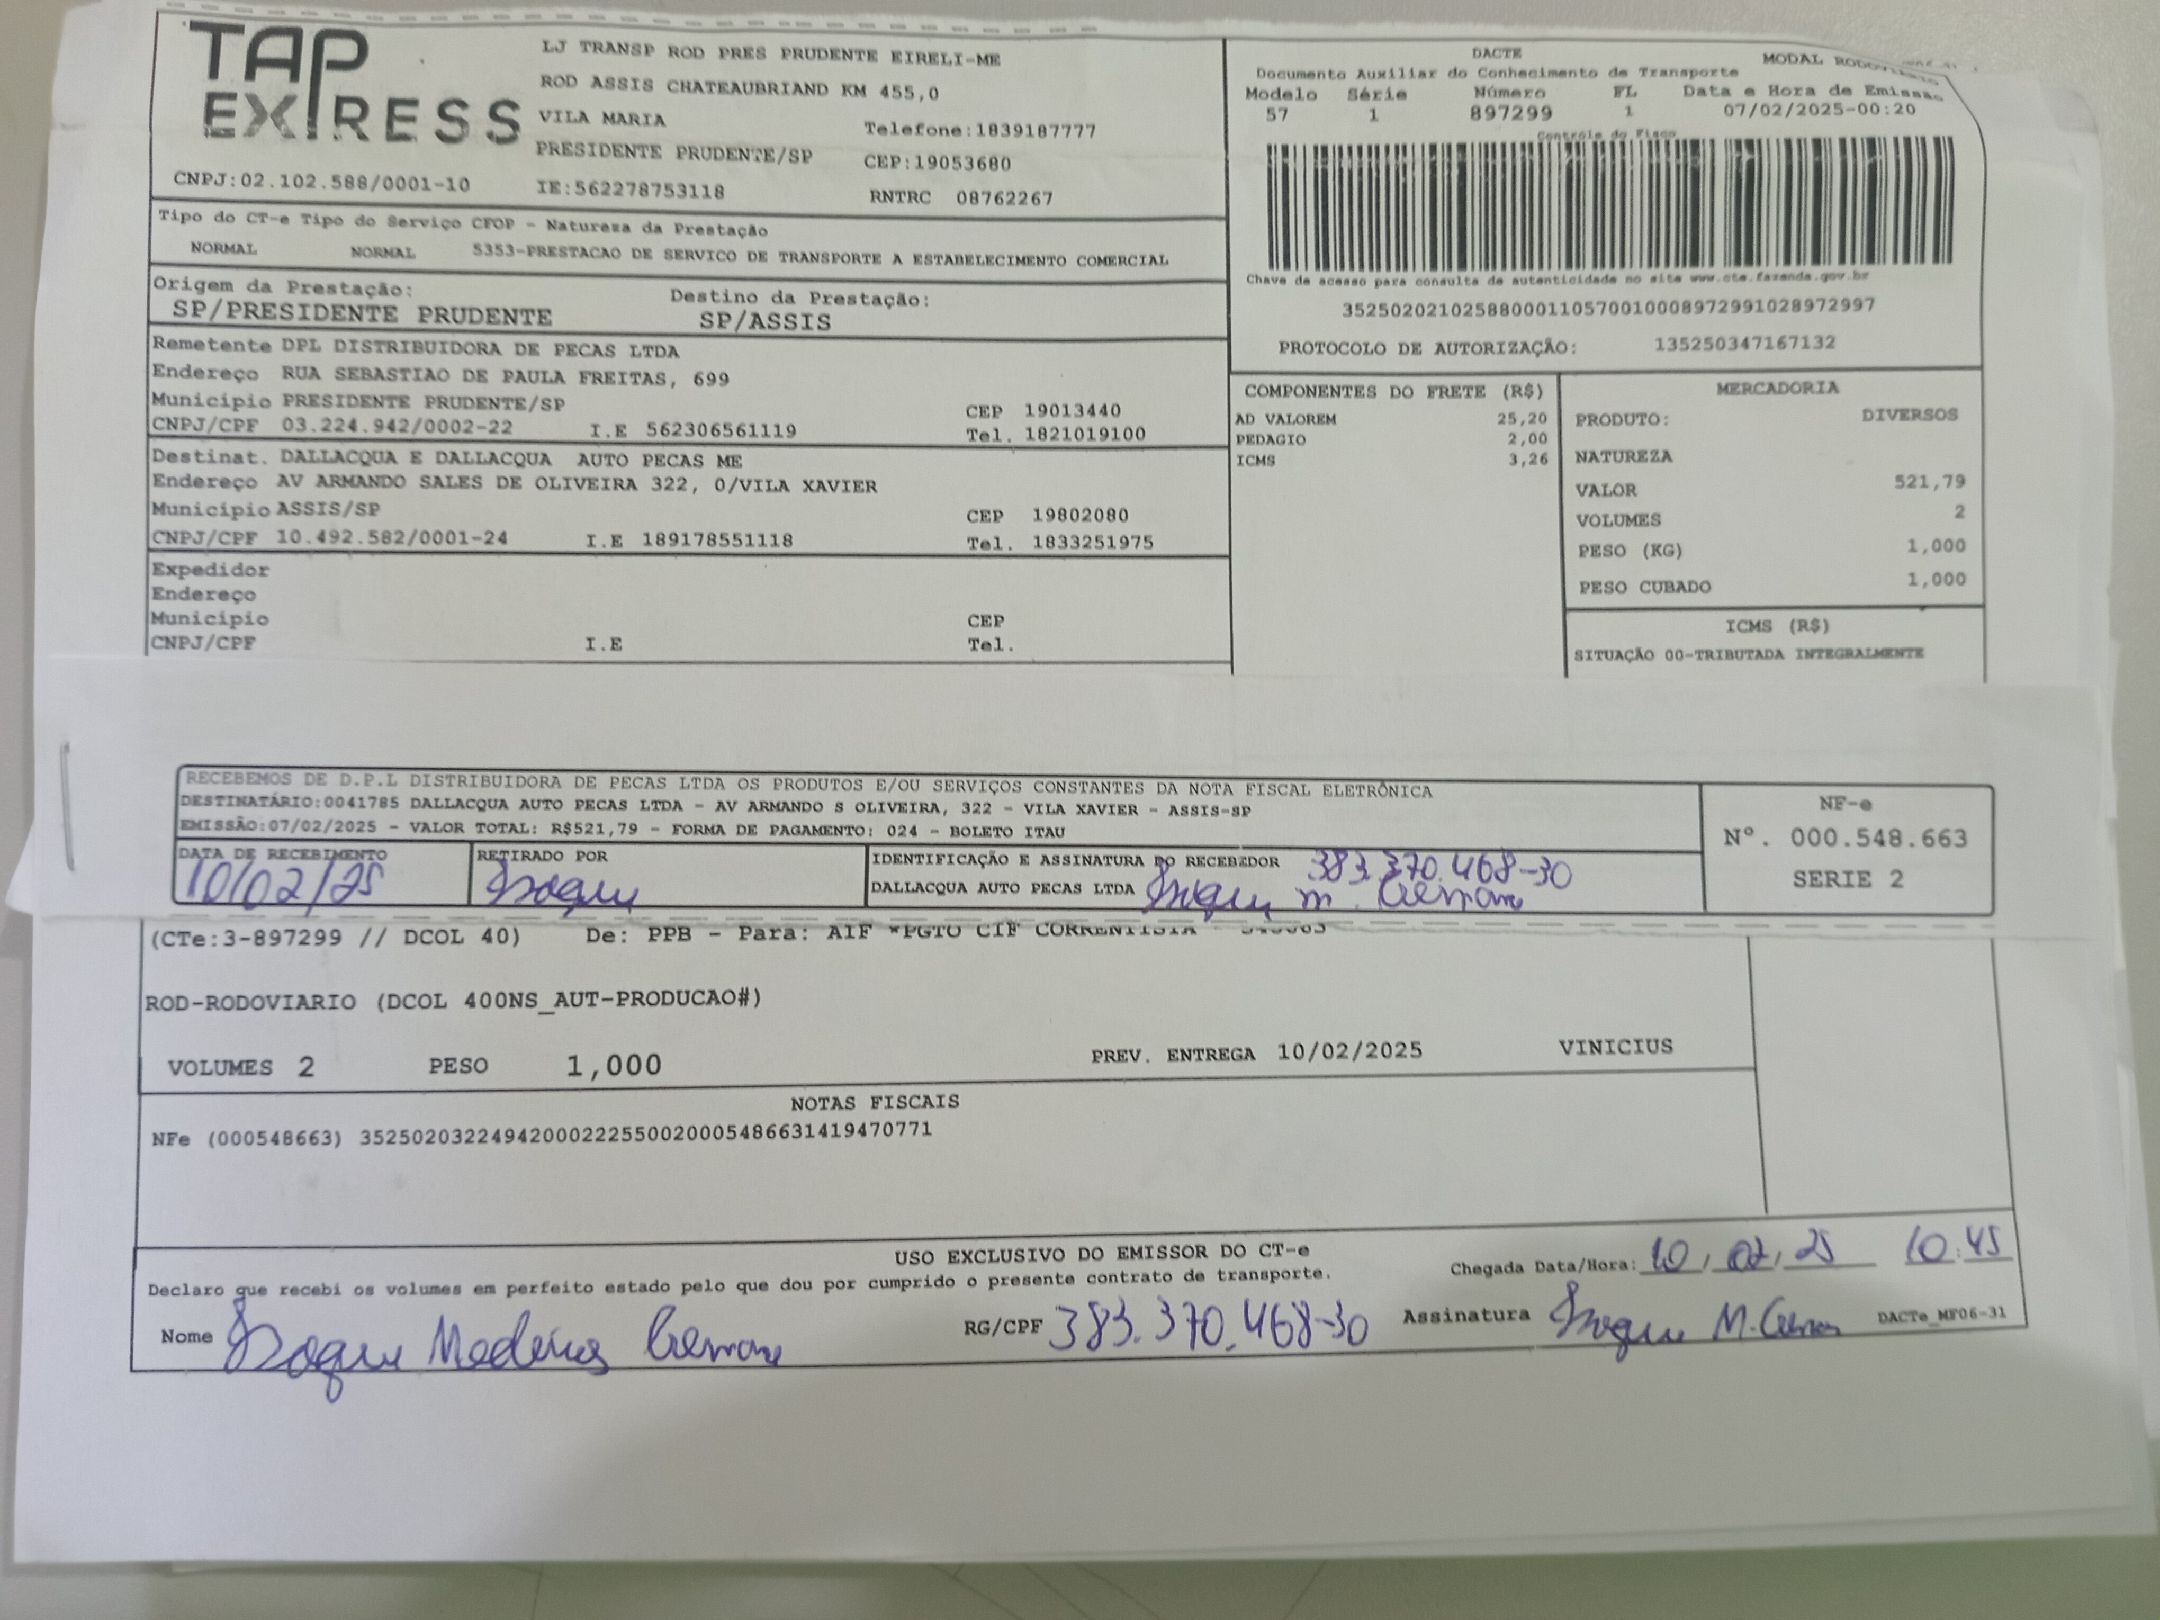 TAP EXPRESS
LJ TRANSP ROD PRES PRUDENTE EIRELI-ME
ROD ASSIS CHATEAUBRIAND KM 455,0
VILA MARIA Telefone:1839187777
PRESIDENTE PRUDENTE/SP CEP:19053680
CNPJ:02.102.588/0001-10 IE:562278753118 RNTRC 08762267
DACTE MODAL
Documento Auxiliar do Conhecimento de Transporte
Modelo Série Número FL Data e Hora de Emissao
57 1 897299 1 07/02/2025-00:20
Controle do Fisco
Chave de acesso para consulta de autenticidade no site www.cte.fazenda.gov.br
35250202102588000110570010008972991028972997
PROTOCOLO DE AUTORIZAÇÃO: 135250347167132
Tipo do CT-e Tipo do Serviço CFOP - Natureza da Prestação
NORMAL NORMAL 5353-PRESTACAO DE SERVICO DE TRANSPORTE A ESTABELECIMENTO COMERCIAL
Origem da Prestação: Destino da Prestação:
SP/PRESIDENTE PRUDENTE SP/ASSIS
Remetente DPL DISTRIBUIDORA DE PECAS LTDA
Endereço RUA SEBASTIAO DE PAULA FREITAS, 699
Município PRESIDENTE PRUDENTE/SP CEP 19013440
CNPJ/CPF 03.224.942/0002-22 I.E 562306561119 Tel. 1821019100
Destinat. DALLACQUA E DALLACQUA AUTO PECAS ME
Endereço AV ARMANDO SALES DE OLIVEIRA 322, 0/VILA XAVIER
Município ASSIS/SP CEP 19802080
CNPJ/CPF 10.492.582/0001-24 I.E 189178551118 Tel. 1833251975
Expedidor
Endereço
Município CEP
CNPJ/CPF I.E Tel.
COMPONENTES DO FRETE (R$)
AD VALOREM 25,20
PEDAGIO 2,00
ICMS 3,26
MERCADORIA
PRODUTO: DIVERSOS
NATUREZA
VALOR 521,79
VOLUMES 2
PESO (KG) 1,000
PESO CUBADO 1,000
ICMS (R$)
SITUAÇÃO 00-TRIBUTADA INTEGRALMENTE
RECEBEMOS DE D.P.L DISTRIBUIDORA DE PECAS LTDA OS PRODUTOS E/OU SERVIÇOS CONSTANTES DA NOTA FISCAL ELETRÔNICA
DESTINATÁRIO:0041785 DALLACQUA AUTO PECAS LTDA - AV ARMANDO S OLIVEIRA, 322 - VILA XAVIER - ASSIS-SP
EMISSÃO:07/02/2025 - VALOR TOTAL: R$521,79 - FORMA DE PAGAMENTO: 024 - BOLETO ITAU
DATA DE RECEBIMENTO RETIRADO POR IDENTIFICAÇÃO E ASSINATURA DO RECEBEDOR 383.370.468-30
10/02/25 DALLACQUA AUTO PECAS LTDA
NF-e
Nº. 000.548.663
SERIE 2
(CTe:3-897299 // DCOL 40) De: PPB - Para: AIF *PGTO CIF CORRENTISTA - 548663
ROD-RODOVIARIO (DCOL 400NS_AUT-PRODUCAO#)
VOLUMES 2 PESO 1,000 PREV. ENTREGA 10/02/2025 VINICIUS
NOTAS FISCAIS
NFe (000548663) 35250203224942000222550020005486631419470771
USO EXCLUSIVO DO EMISSOR DO CT-e
Declaro que recebi os volumes em perfeito estado pelo que dou por cumprido o presente contrato de transporte.
Chegada Data/Hora: 10/02/25 10:45
Nome RG/CPF 383.370.468-30 Assinatura DACTe_MF06-31